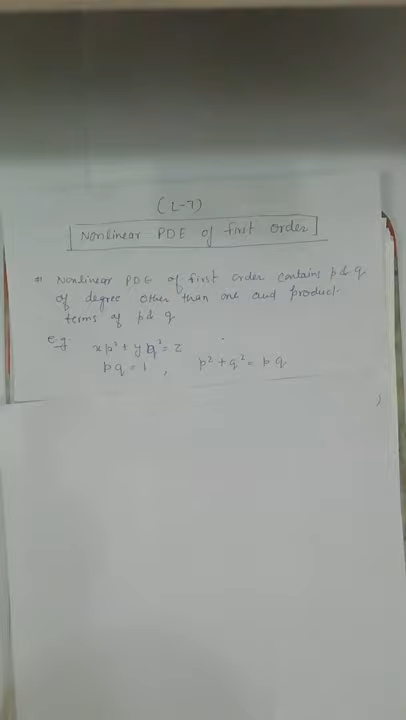 (L-7)
Nonlinear PDE of first order
Nonlinear PDE of first order contains p & q
of degree other than one and product
terms of p & q
e.g. xp² + yq² = z
pq = 1, p² + q² = pq